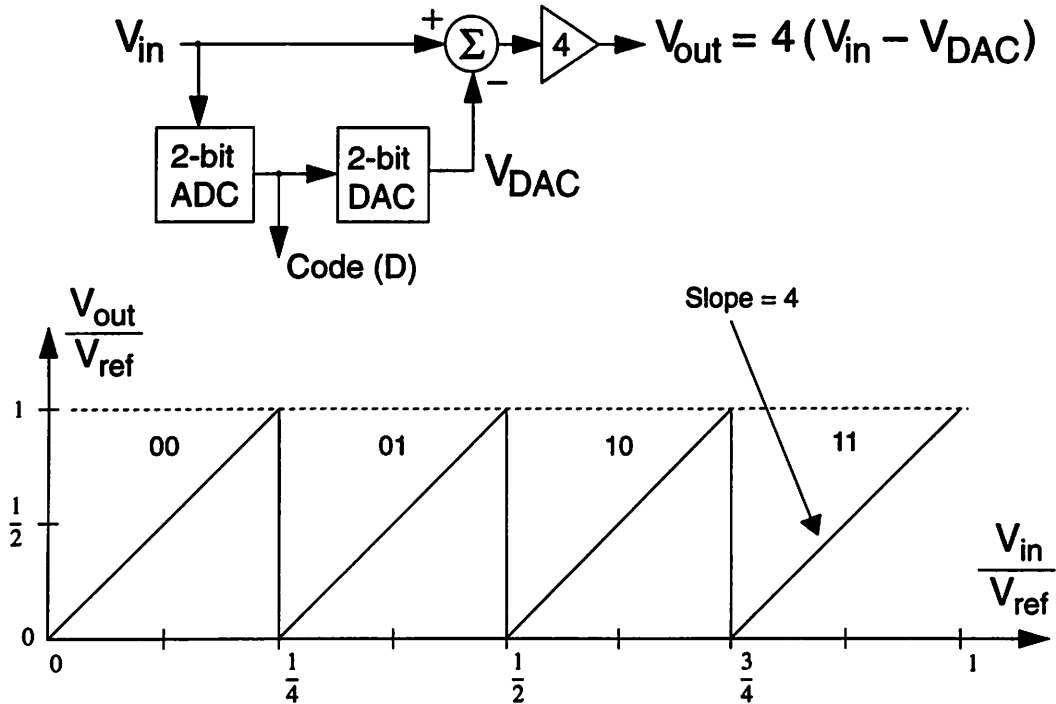 V_in
+
Σ
−
4
V_out = 4 (V_in − V_DAC)
2-bit
ADC
2-bit
DAC
V_DAC
Code (D)
V_out
V_ref
Slope = 4
1
00
01
10
11
1/2
V_in
V_ref
0
0
1/4
1/2
3/4
1